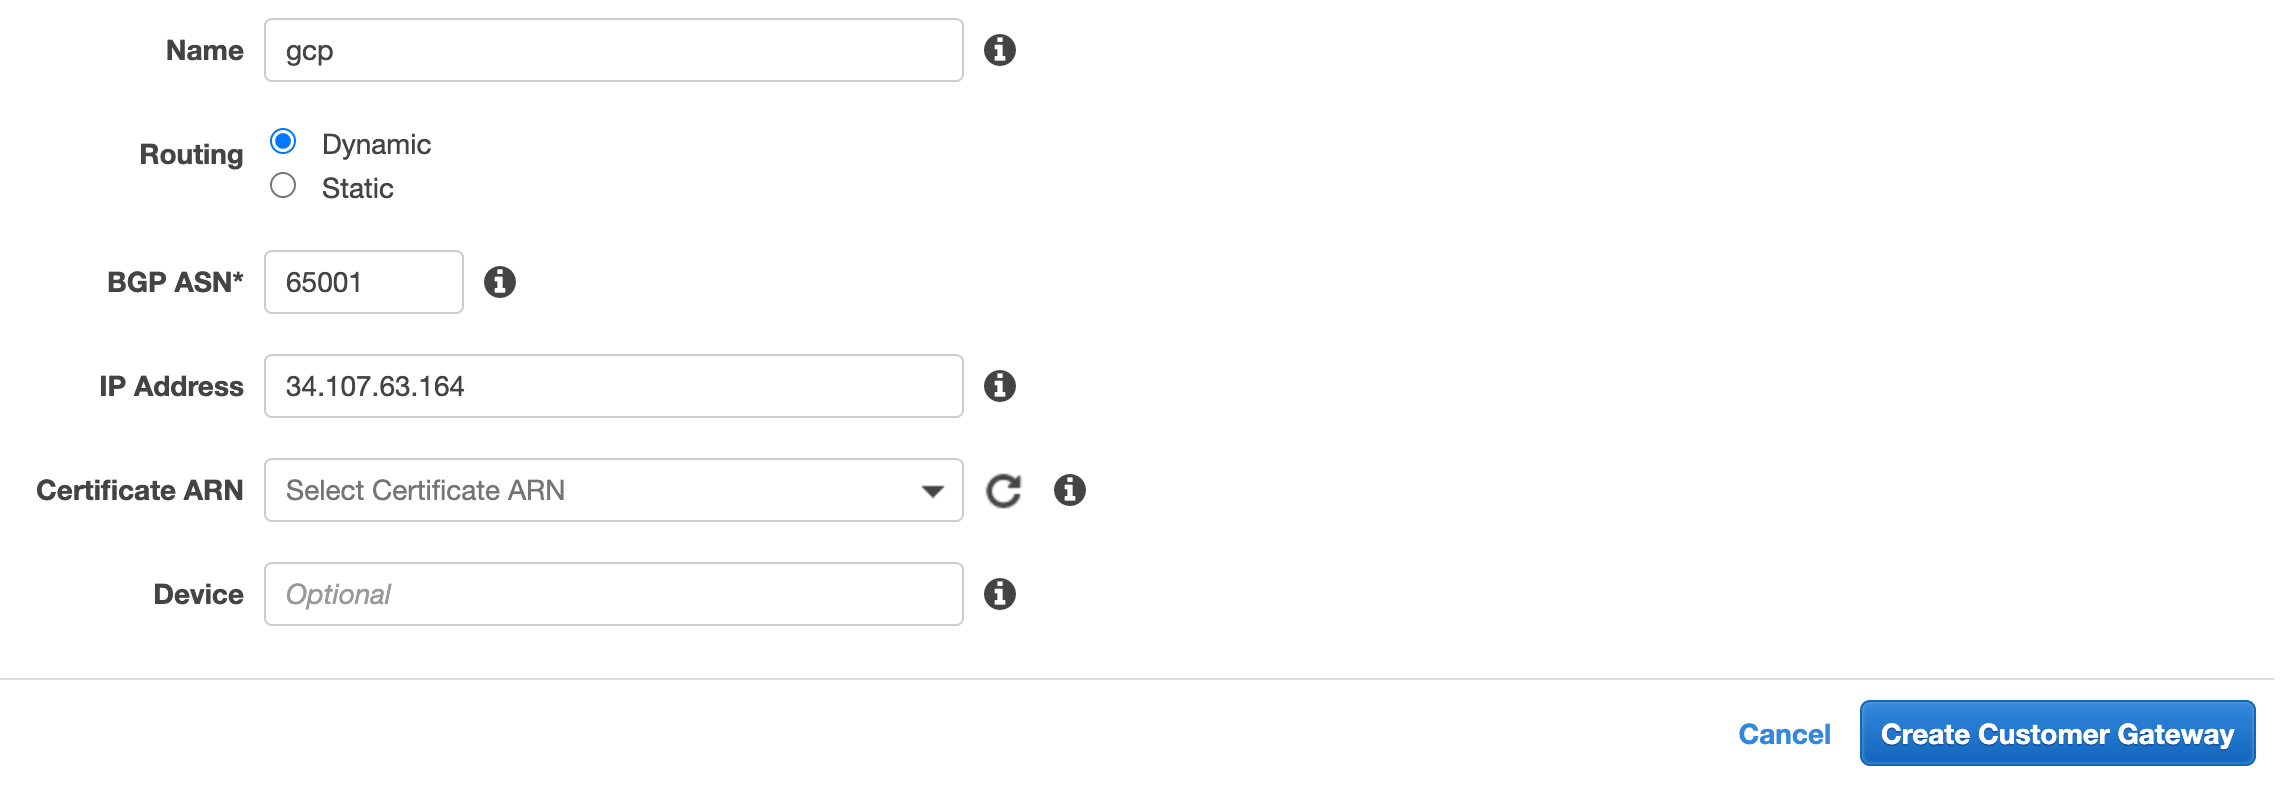 Name gcp
Routing Dynamic
Static
BGP ASN* 65001
IP Address 34.107.63.164
Certificate ARN Select Certificate ARN
Device Optional
Cancel Create Customer Gateway